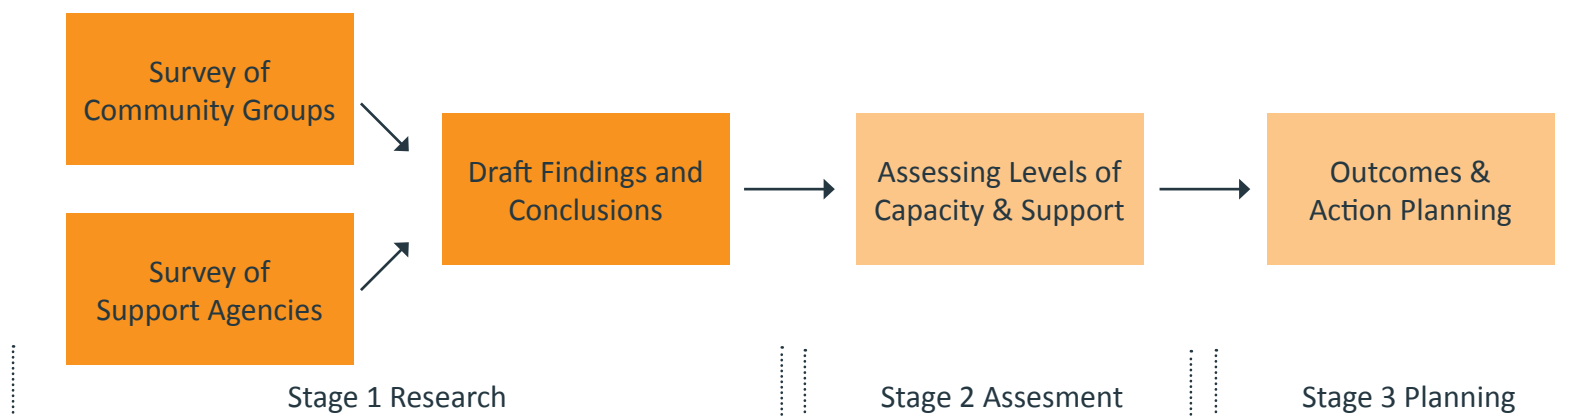 Survey of
Community Groups
Survey of
Support Agencies
Draft Findings and
Conclusions
Assessing Levels of
Capacity & Support
Outcomes &
Action Planning
Stage 1 Research
Stage 2 Assesment
Stage 3 Planning